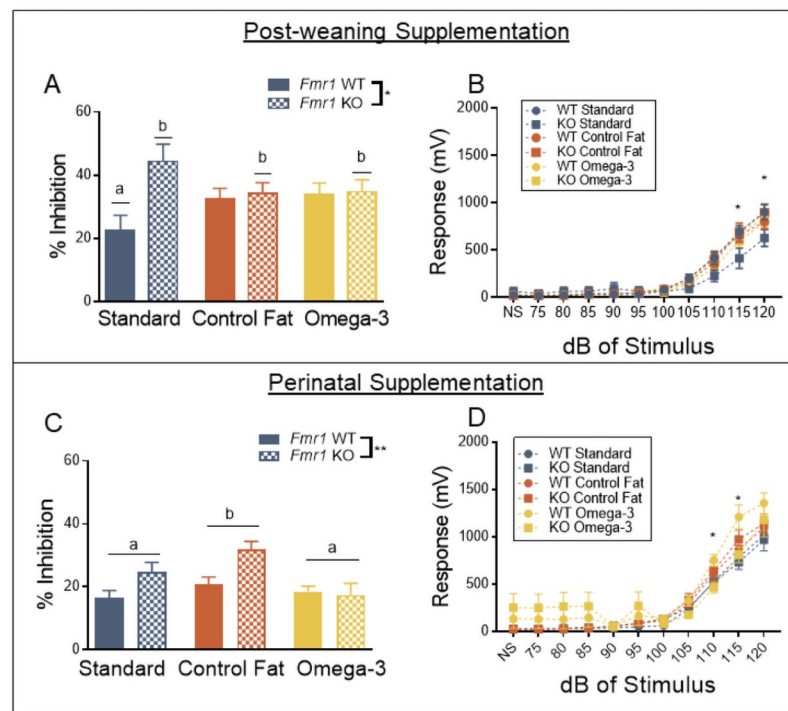 Post-weaning Supplementation
A
Fmr1 WT
Fmr1 KO
*
% Inhibition
60
40
20
0
a
b
b
b
Standard Control Fat Omega-3
B
WT Standard
KO Standard
WT Control Fat
KO Control Fat
WT Omega-3
KO Omega-3
Response (mV)
2000
1500
1000
500
0
* *
NS 75 80 85 90 95 100 105 110 115 120
dB of Stimulus
Perinatal Supplementation
C
Fmr1 WT
Fmr1 KO
**
% Inhibition
60
40
20
0
a
b
a
Standard Control Fat Omega-3
D
WT Standard
KO Standard
WT Control Fat
KO Control Fat
WT Omega-3
KO Omega-3
Response (mV)
2000
1500
1000
500
0
* *
NS 75 80 85 90 95 100 105 110 115 120
dB of Stimulus